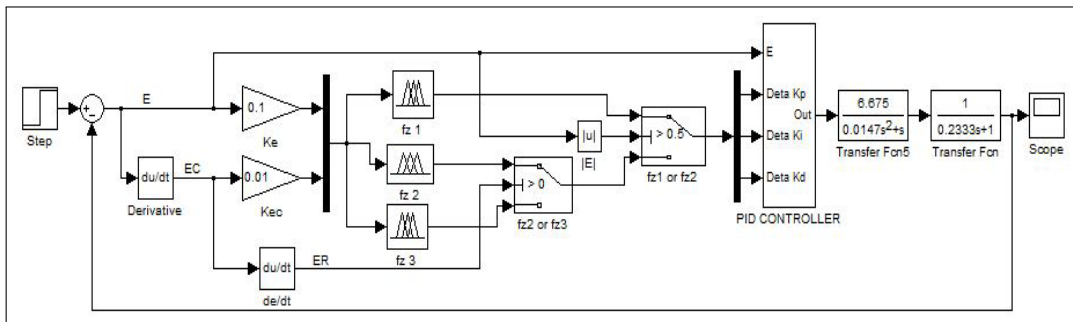 Step
E
EC
du/dt
Derivative
0.1
Ke
0.01
Kec
du/dt
de/dt
ER
fz 1
fz 2
fz 3
> 0
fz2 or fz3
|u|
|E|
> 0.5
fz1 or fz2
E
Deta Kp
Out
Deta Ki
Deta Kd
PID CONTROLLER
6.675
0.0147s²+s
Transfer Fcn5
1
0.2333s+1
Transfer Fcn
Scope